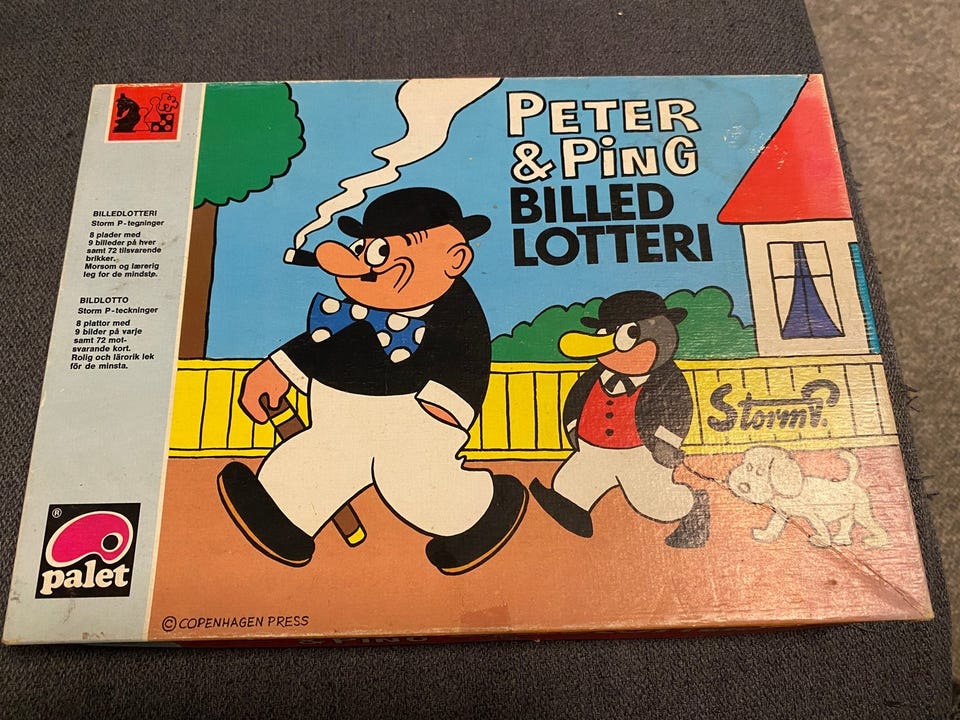 PETER
& PiNG
BILLED
LOTTERI
BILLEDLOTTERI
Storm P-tegninger
8 plader med
9 billeder på hver
samt 72 tilsvarende
brikker.
Morsom og lærerig
leg for de mindste.
BILDLOTTO
Storm P-teckninger
8 plattor med
9 bilder på varje
samt 72 mot-
svarande kort.
Rolig och lärorik lek
för de minsta.
Storm P.
®
palet
© COPENHAGEN PRESS
& PING